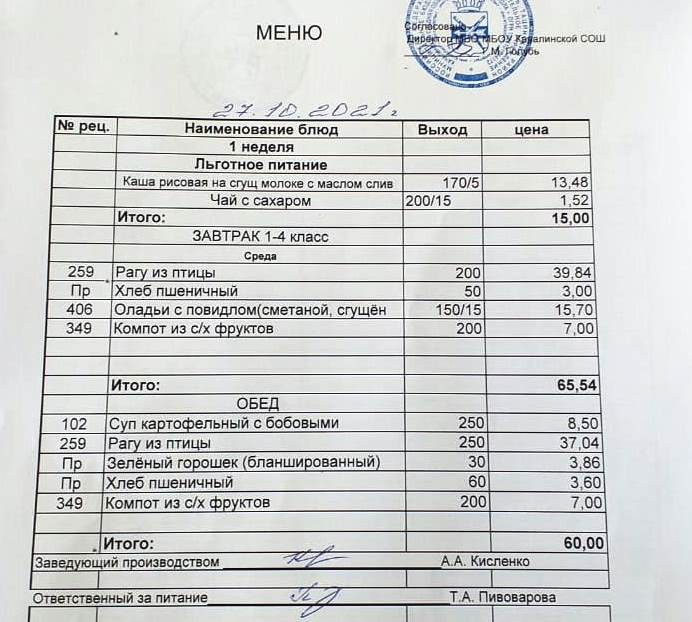 МЕНЮ
Согласовано
Директор МБОУ Кавалинской СОШ
Г.М. Голубь
27.10.2021г
№ рец. Наименование блюд Выход цена
1 неделя
Льготное питание
Каша рисовая на сгущ молоке с маслом слив 170/5 13,48
Чай с сахаром 200/15 1,52
Итого: 15,00
ЗАВТРАК 1-4 класс
Среда
259 Рагу из птицы 200 39,84
Пр Хлеб пшеничный 50 3,00
406 Оладьи с повидлом(сметаной, сгущён 150/15 15,70
349 Компот из с/х фруктов 200 7,00
Итого: 65,54
ОБЕД
102 Суп картофельный с бобовыми 250 8,50
259 Рагу из птицы 250 37,04
Пр Зелёный горошек (бланшированный) 30 3,86
Пр Хлеб пшеничный 60 3,60
349 Компот из с/х фруктов 200 7,00
Итого: 60,00
Заведующий производством А.А. Кисленко
Ответственный за питание Т.А. Пивоварова